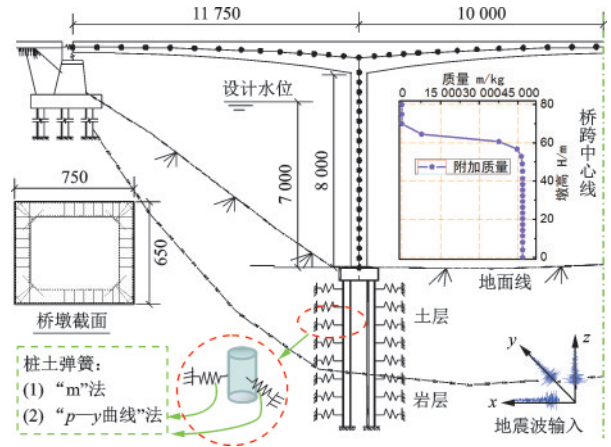 11 750
10 000
设计水位
7 000
8 000
质量 m/kg
0 15 000 30 000 45 000
80
60
40
20
0
墩高 H/m
附加质量
桥跨中心线
750
650
桥墩截面
地面线
土层
岩层
桩土弹簧：
(1) “m”法
(2) “p—y曲线”法
y
z
x
地震波输入